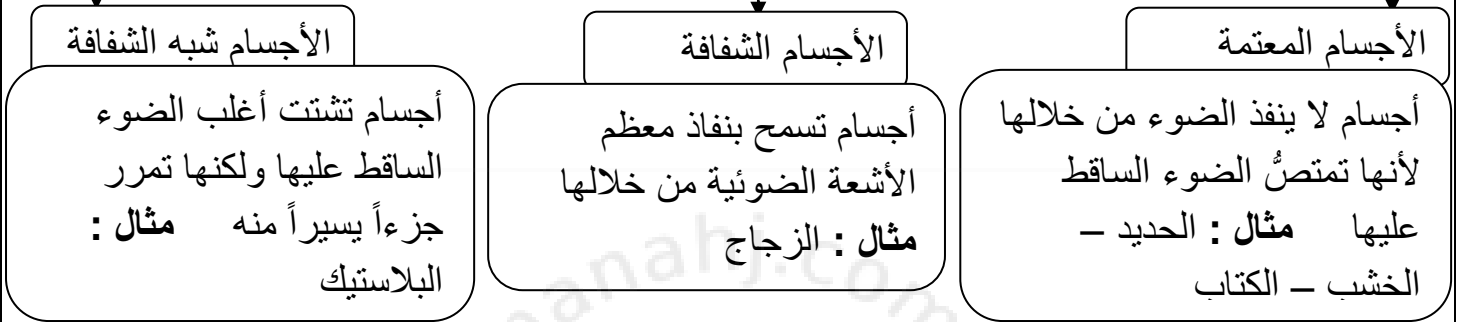 الأجسام المعتمة
أجسام لا ينفذ الضوء من خلالها
لأنها تمتصُّ الضوء الساقط
عليها مثال : الحديد –
الخشب – الكتاب
الأجسام الشفافة
أجسام تسمح بنفاذ معظم
الأشعة الضوئية من خلالها
مثال : الزجاج
الأجسام شبه الشفافة
أجسام تشتت أغلب الضوء
الساقط عليها ولكنها تمرر
جزءاً يسيراً منه مثال :
البلاستيك
anahj.com